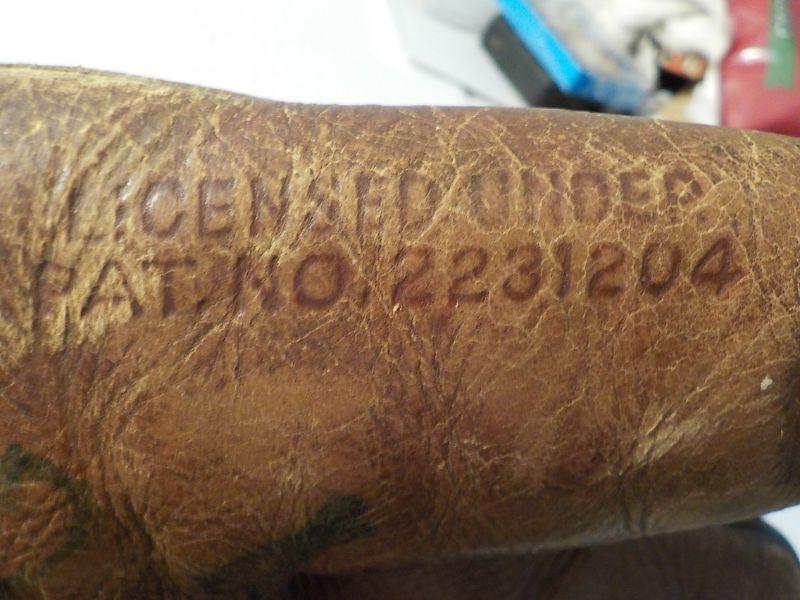 LICENSED UNDER
PAT. NO. 2231204